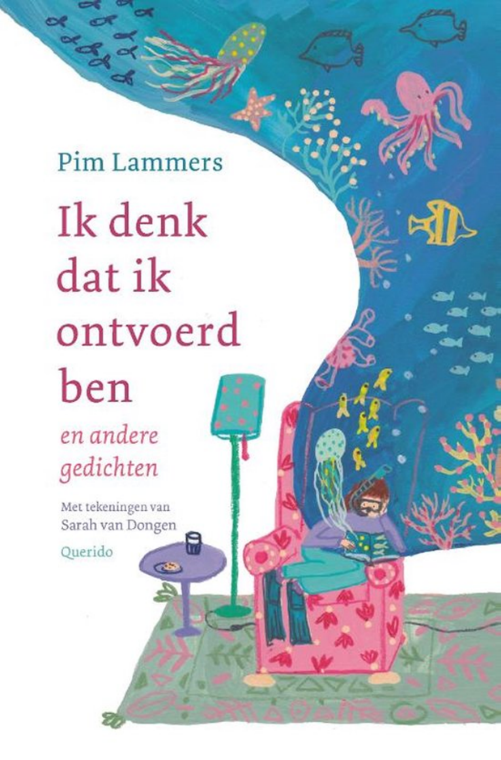 Pim Lammers
Ik denk
dat ik
ontvoerd
ben
en andere
gedichten
Met tekeningen van
Sarah van Dongen
Querido